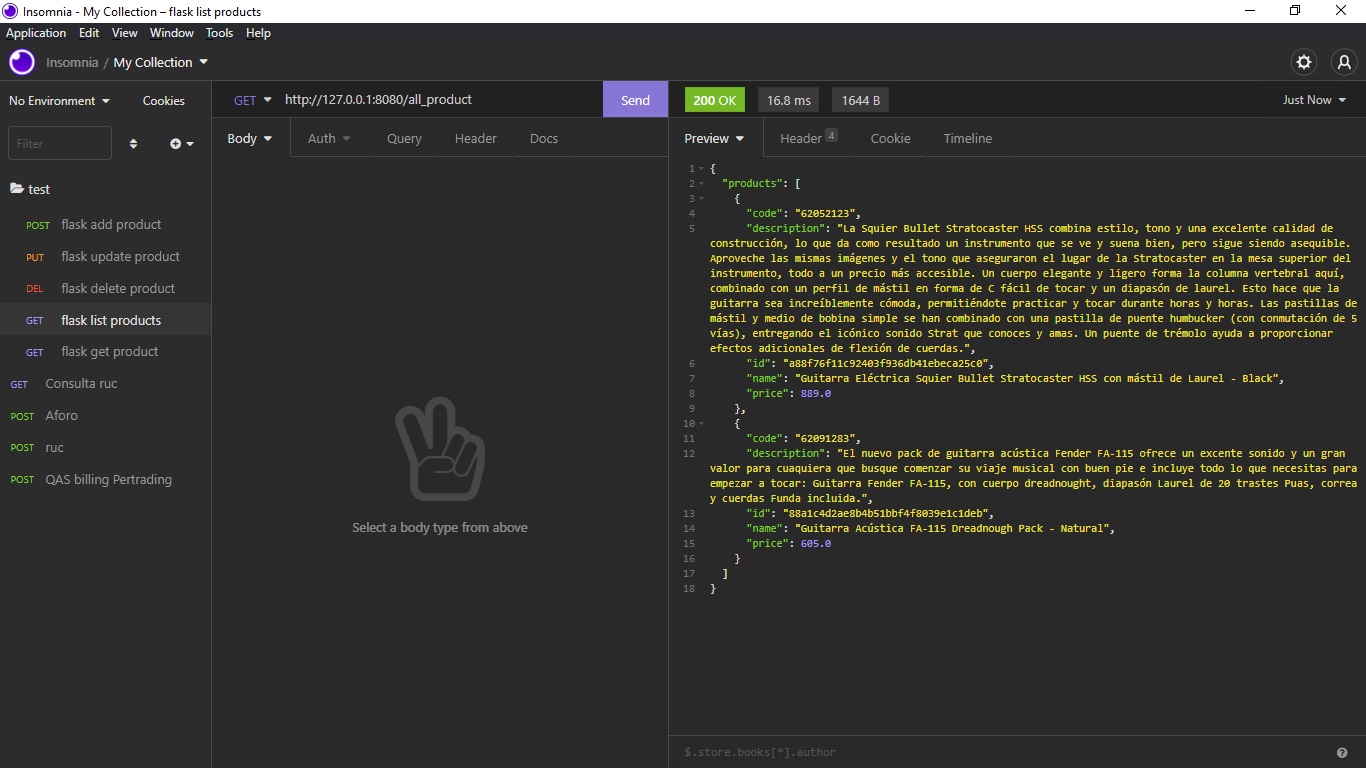 Insomnia - My Collection – flask list products
Application Edit View Window Tools Help
Insomnia / My Collection
No Environment Cookies
GET http://127.0.0.1:8080/all_product Send
200 OK 16.8 ms 1644 B Just Now
Filter
Body Auth Query Header Docs
Preview Header 4 Cookie Timeline
test
POST flask add product
PUT flask update product
DEL flask delete product
GET flask list products
GET flask get product
GET Consulta ruc
POST Aforo
POST ruc
POST QAS billing Pertrading
Select a body type from above
1 {
2 "products": [
3 {
4 "code": "62052123",
5 "description": "La Squier Bullet Stratocaster HSS combina estilo, tono y una excelente calidad de
construcción, lo que da como resultado un instrumento que se ve y suena bien, pero sigue siendo asequible.
Aproveche las mismas imágenes y el tono que aseguraron el lugar de la Stratocaster en la mesa superior del
instrumento, todo a un precio más accesible. Un cuerpo elegante y ligero forma la columna vertebral aquí,
combinado con un perfil de mástil en forma de C fácil de tocar y un diapasón de laurel. Esto hace que la
guitarra sea increíblemente cómoda, permitiéndote practicar y tocar durante horas y horas. Las pastillas de
mástil y medio de bobina simple se han combinado con una pastilla de puente humbucker (con conmutación de 5
vías), entregando el icónico sonido Strat que conoces y amas. Un puente de trémolo ayuda a proporcionar
efectos adicionales de flexión de cuerdas.",
6 "id": "a88f76f11c92403f936db41ebeca25c0",
7 "name": "Guitarra Eléctrica Squier Bullet Stratocaster HSS con mástil de Laurel - Black",
8 "price": 889.0
9 },
10 {
11 "code": "62091283",
12 "description": "El nuevo pack de guitarra acústica Fender FA-115 ofrece un excente sonido y un gran
valor para cuaquiera que busque comenzar su viaje musical con buen pie e incluye todo lo que necesitas para
empezar a tocar: Guitarra Fender FA-115, con cuerpo dreadnought, diapasón Laurel de 20 trastes Puas, correa
y cuerdas Funda incluida.",
13 "id": "88a1c4d2ae8b4b51bbf4f8039e1c1deb",
14 "name": "Guitarra Acústica FA-115 Dreadnough Pack - Natural",
15 "price": 605.0
16 }
17 ]
18 }
$.store.books[*].author